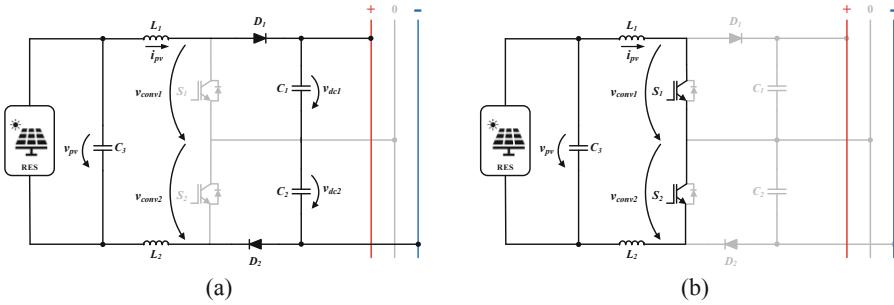 L1
D1
+
0
-
ipv
S1
vconv1
C1
vdc1
vpv
C3
RES
S2
vconv2
C2
vdc2
L2
D2
(a)
L1
D1
+
0
-
ipv
S1
vconv1
C1
vpv
C3
RES
S2
vconv2
C2
L2
D2
(b)